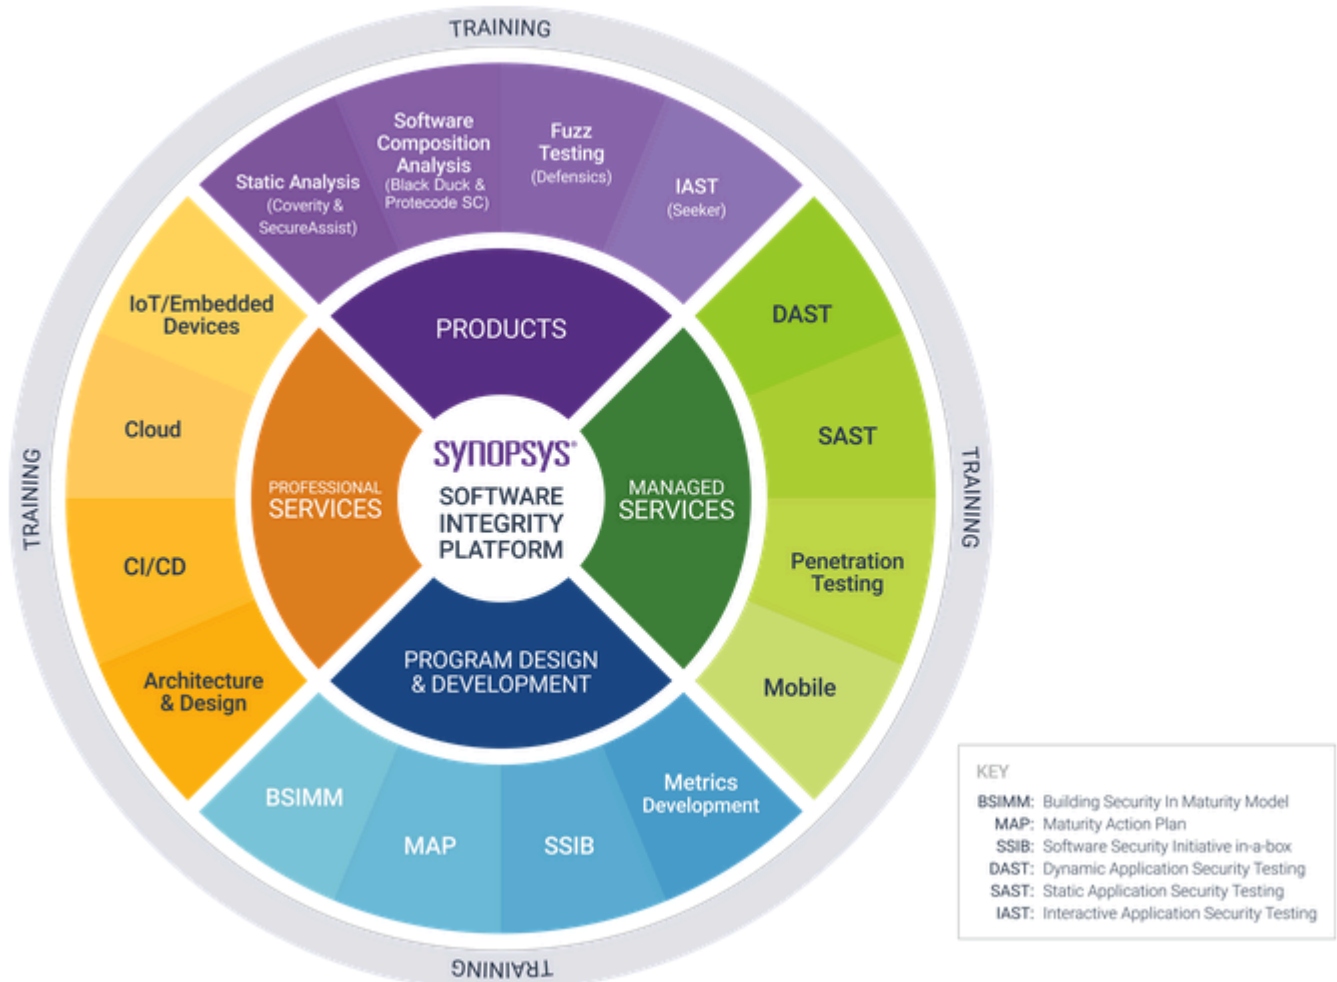 TRAINING
Software
Composition
Analysis
(Black Duck &
Protecode SC)
Fuzz
Testing
(Defensics)
Static Analysis
(Coverity &
SecureAssist)
IAST
(Seeker)
IoT/Embedded
Devices
PRODUCTS
DAST
Cloud
SAST
SYNOPSYS®
SOFTWARE
INTEGRITY
PLATFORM
PROFESSIONAL
SERVICES
MANAGED
SERVICES
TRAINING
TRAINING
CI/CD
Penetration
Testing
Architecture
& Design
PROGRAM DESIGN
& DEVELOPMENT
Mobile
BSIMM
MAP
SSIB
Metrics
Development
TRAINING
KEY
BSIMM: Building Security In Maturity Model
MAP: Maturity Action Plan
SSIB: Software Security Initiative in-a-box
DAST: Dynamic Application Security Testing
SAST: Static Application Security Testing
IAST: Interactive Application Security Testing